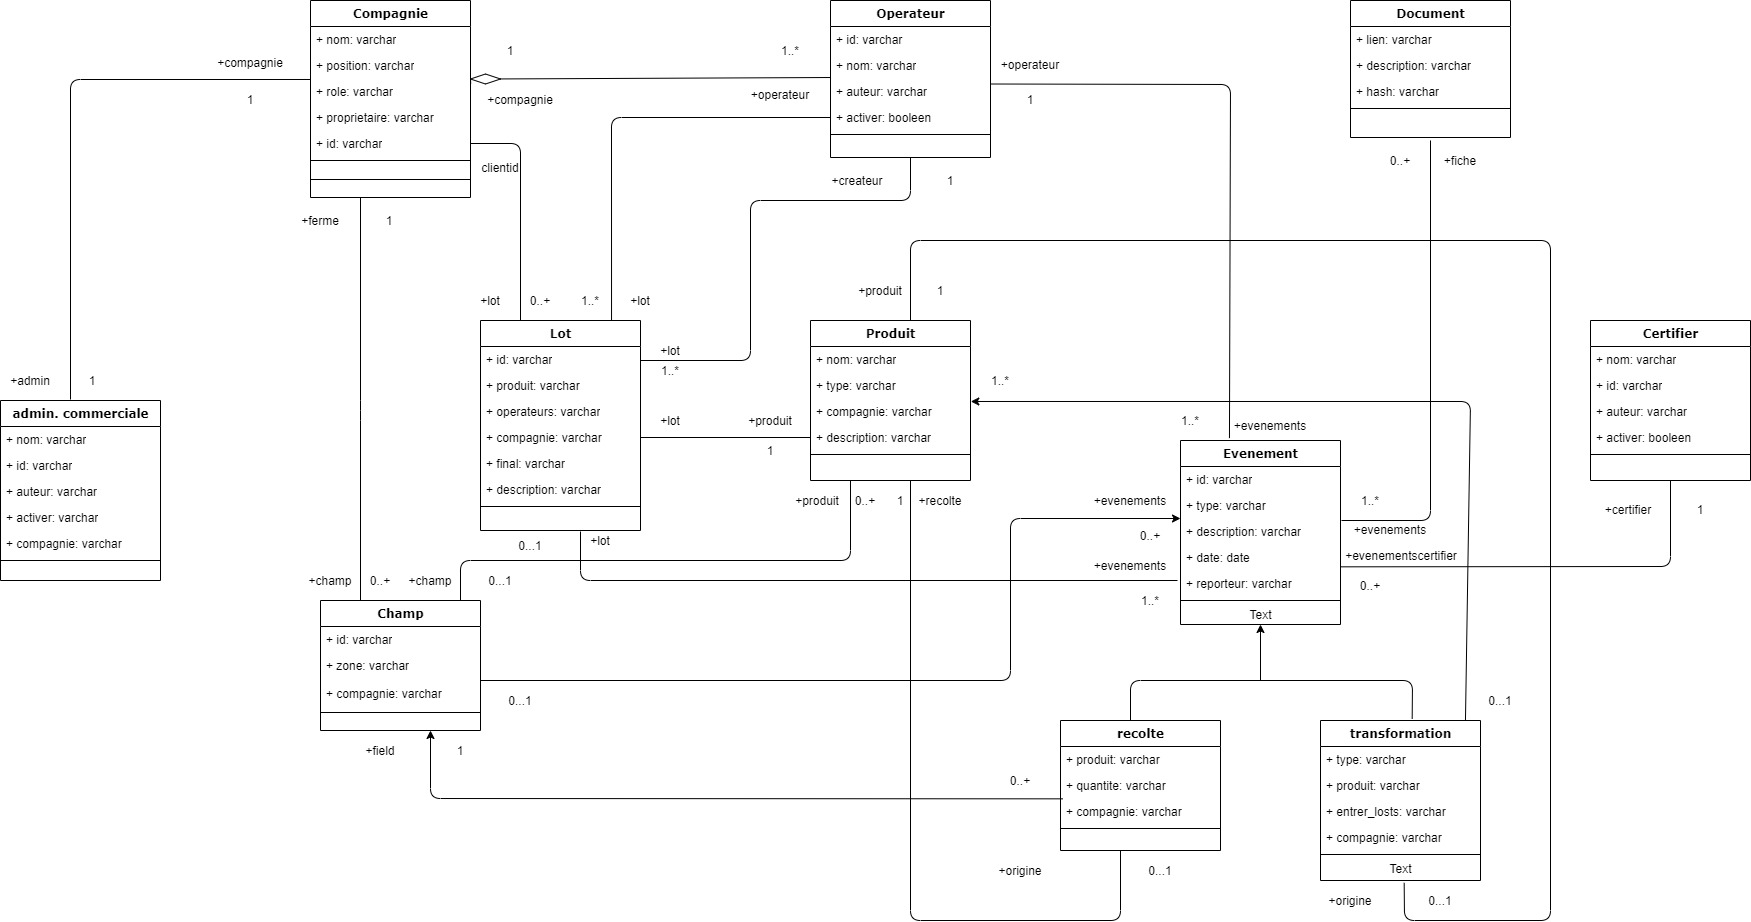 Compagnie
+ nom: varchar
+ position: varchar
+ role: varchar
+ proprietaire: varchar
+ id: varchar
Operateur
+ id: varchar
+ nom: varchar
+ auteur: varchar
+ activer: booleen
Document
+ lien: varchar
+ description: varchar
+ hash: varchar
+compagnie
1
1
1..*
+compagnie
+operateur
+operateur
1
clientid
+createur
1
0..+
+fiche
+ferme
1
+lot
0..+
1..*
+lot
+produit
1
Lot
+ id: varchar
+ produit: varchar
+ operateurs: varchar
+ compagnie: varchar
+ final: varchar
+ description: varchar
+lot
1..*
+lot
+produit
1
Produit
+ nom: varchar
+ type: varchar
+ compagnie: varchar
+ description: varchar
1..*
Certifier
+ nom: varchar
+ id: varchar
+ auteur: varchar
+ activer: booleen
+admin
1
admin. commerciale
+ nom: varchar
+ id: varchar
+ auteur: varchar
+ activer: varchar
+ compagnie: varchar
1..*
+evenements
Evenement
+ id: varchar
+ type: varchar
+ description: varchar
+ date: date
+ reporteur: varchar
Text
+produit
0..+
1
+recolte
+evenements
0..+
1..*
+evenements
+certifier
1
0...1
+lot
+evenements
1..*
+evenementscertifier
0..+
+champ
0..+
+champ
0...1
Champ
+ id: varchar
+ zone: varchar
+ compagnie: varchar
0...1
+field
1
0..+
0...1
recolte
+ produit: varchar
+ quantite: varchar
+ compagnie: varchar
transformation
+ type: varchar
+ produit: varchar
+ entrer_losts: varchar
+ compagnie: varchar
Text
+origine
0...1
+origine
0...1